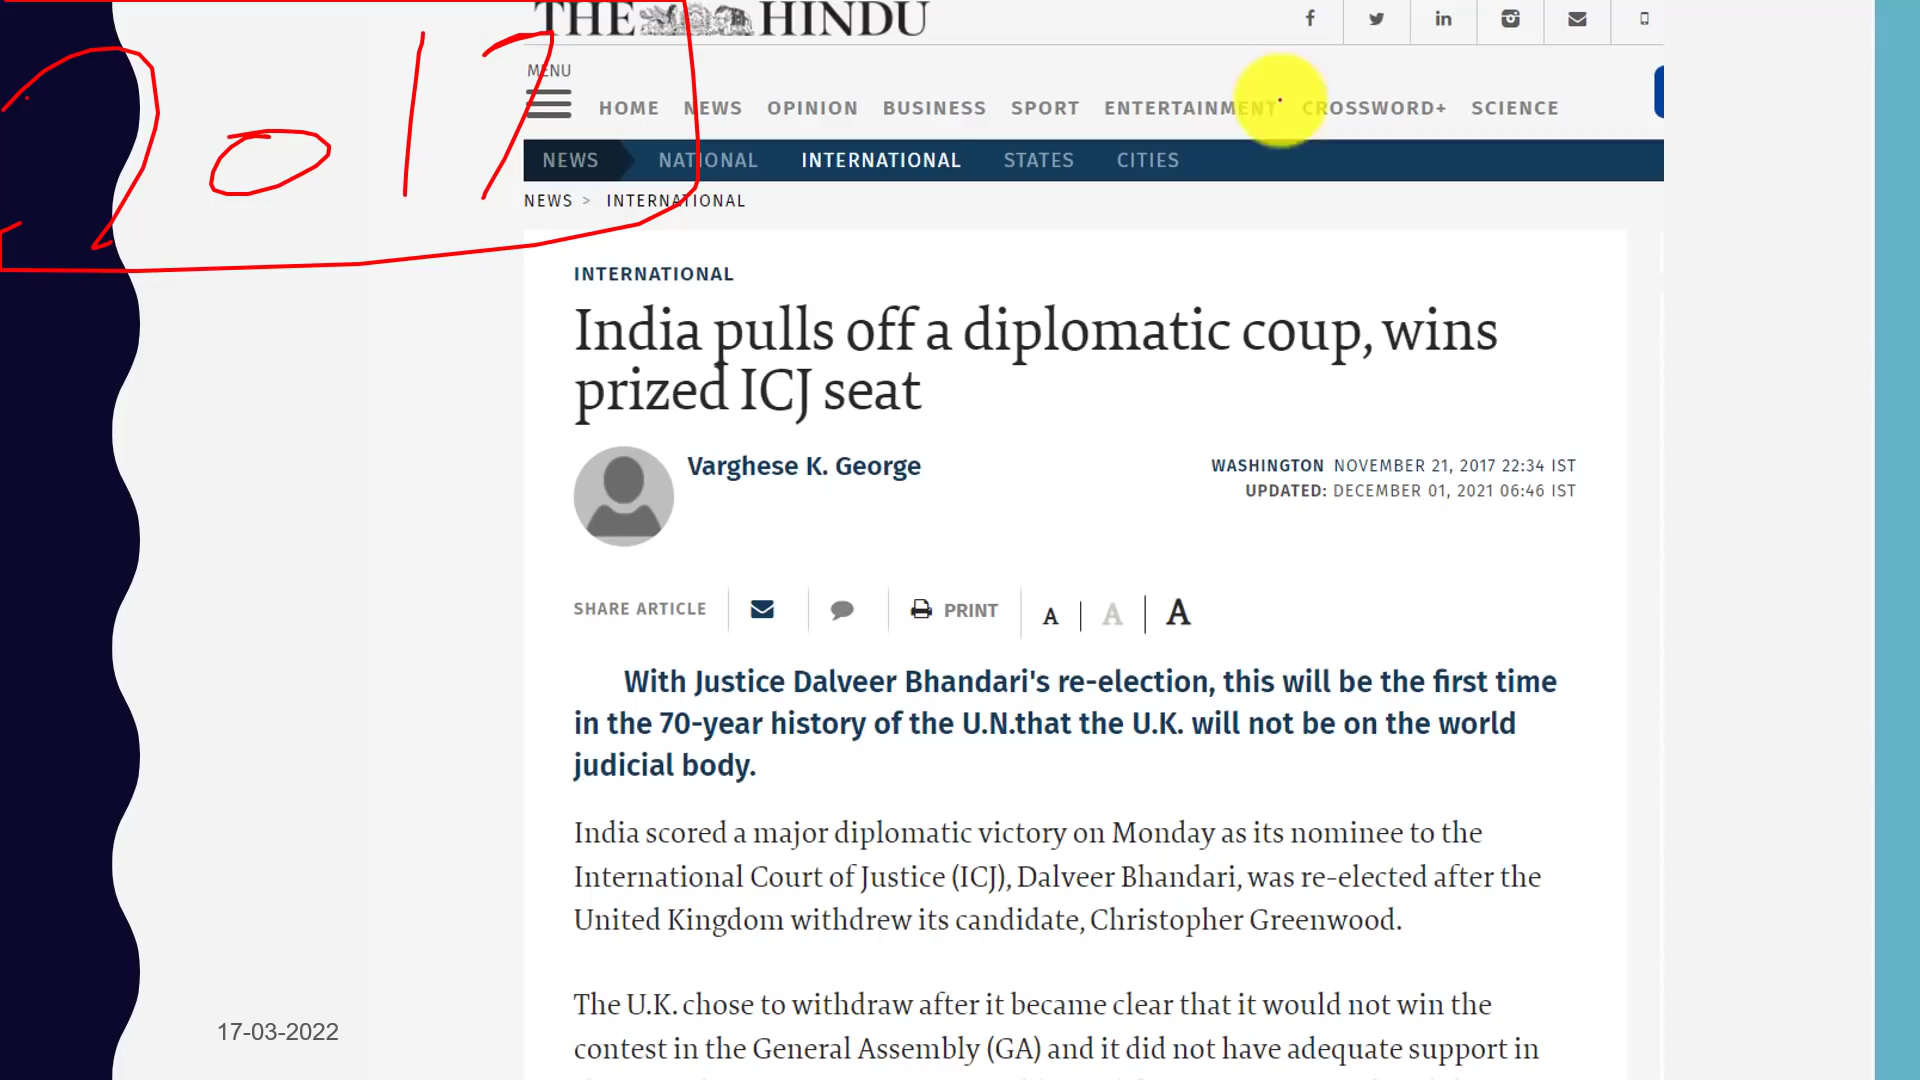 2017
THE HINDU
MENU
HOME NEWS OPINION BUSINESS SPORT ENTERTAINMENT CROSSWORD+ SCIENCE
NEWS NATIONAL INTERNATIONAL STATES CITIES
NEWS > INTERNATIONAL
INTERNATIONAL
India pulls off a diplomatic coup, wins
prized ICJ seat
Varghese K. George
WASHINGTON NOVEMBER 21, 2017 22:34 IST
UPDATED: DECEMBER 01, 2021 06:46 IST
SHARE ARTICLE PRINT A A A
With Justice Dalveer Bhandari's re-election, this will be the first time
in the 70-year history of the U.N.that the U.K. will not be on the world
judicial body.
India scored a major diplomatic victory on Monday as its nominee to the
International Court of Justice (ICJ), Dalveer Bhandari, was re-elected after the
United Kingdom withdrew its candidate, Christopher Greenwood.
The U.K. chose to withdraw after it became clear that it would not win the
contest in the General Assembly (GA) and it did not have adequate support in
17-03-2022